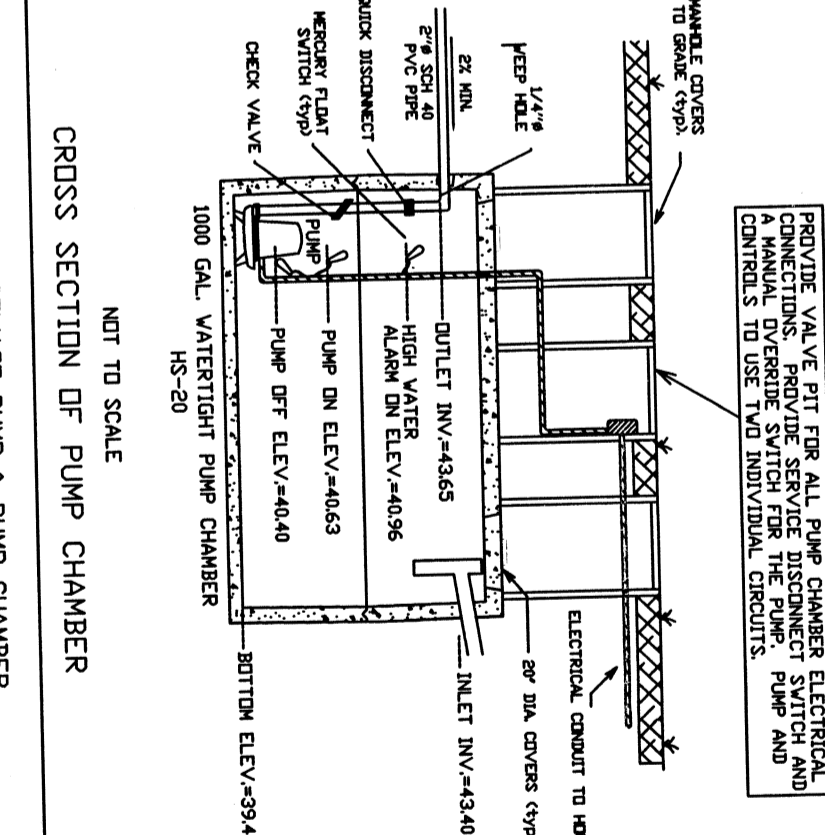 PROVIDE VALVE PIT FOR ALL PUMP CHAMBER ELECTRICAL
CONNECTIONS. PROVIDE SERVICE DISCONNECT SWITCH AND
A MANUAL OVERRIDE SWITCH FOR THE PUMP. PUMP AND
CONTROLS TO USE TWO INDIVIDUAL CIRCUITS.
MANHOLE COVERS
TO GRADE (typ).
1/4"ø
WEEP HOLE
2% MIN.
2"ø SCH 40
PVC PIPE
QUICK DISCONNECT
MERCURY FLOAT
SWITCH (typ)
CHECK VALVE
ELECTRICAL CONDUIT TO
20" DIA. COVERS (typ
INLET INV.=43.40
OUTLET INV.=43.65
HIGH WATER
ALARM ON ELEV.=40.96
PUMP ON ELEV.=40.63
PUMP
PUMP OFF ELEV.=40.40
BOTTOM ELEV.=39.4
1000 GAL. WATERTIGHT PUMP CHAMBER
HS-20
NOT TO SCALE
CROSS SECTION OF PUMP CHAMBER
PUMP & PUMP CHAMBER